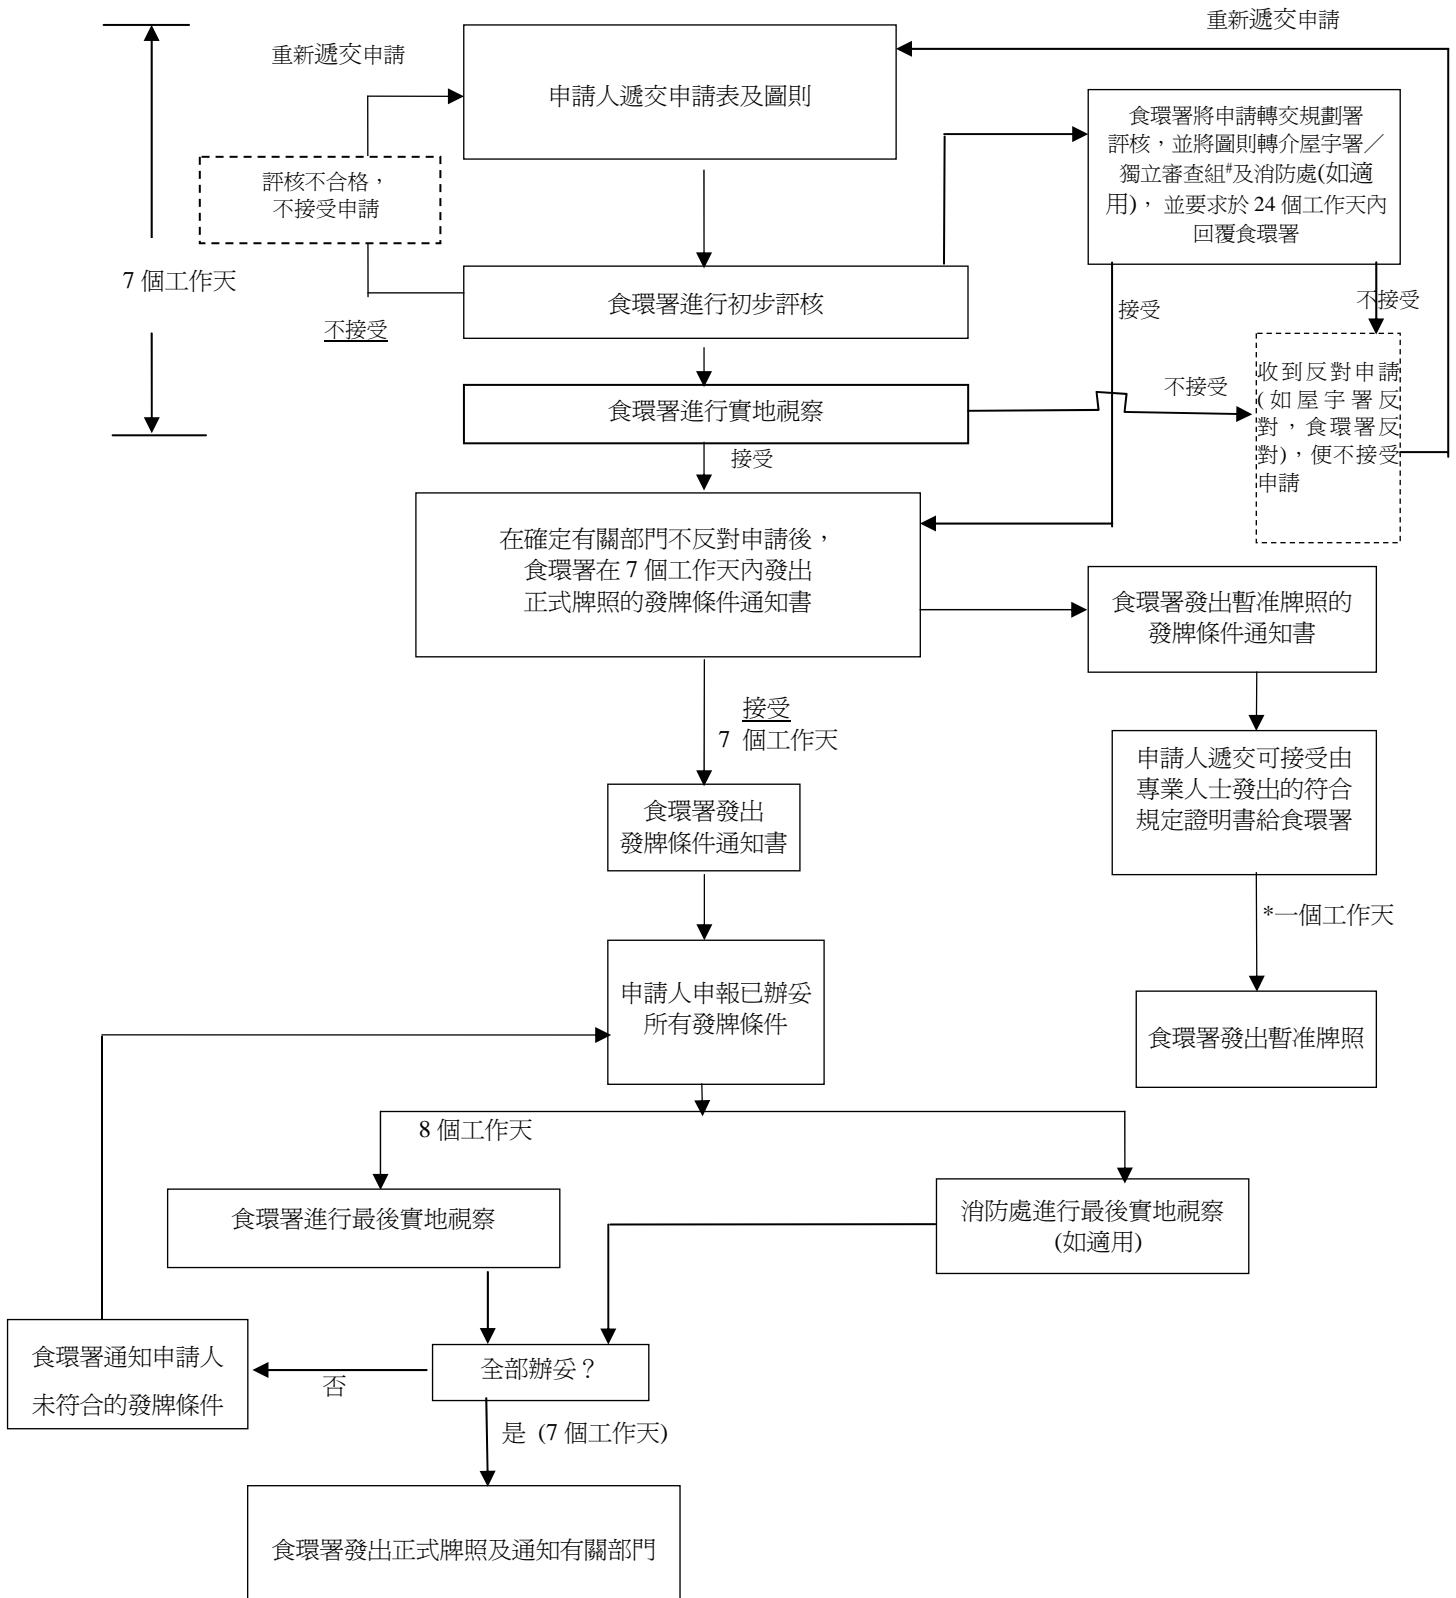 重新遞交申請
重新遞交申請
申請人遞交申請表及圖則
食環署將申請轉交規劃署
評核，並將圖則轉介屋宇署／
獨立審查組#及消防處(如適
用)， 並要求於 24 個工作天內
回覆食環署
評核不合格，
不接受申請
7 個工作天
食環署進行初步評核
不接受
接受
不接受
食環署進行實地視察
不接受
收到反對申請
(如屋宇署反
對，食環署反
對)，便不接受
申請
接受
在確定有關部門不反對申請後，
食環署在 7 個工作天內發出
正式牌照的發牌條件通知書
食環署發出暫准牌照的
發牌條件通知書
接受
7 個工作天
申請人遞交可接受由
專業人士發出的符合
規定證明書給食環署
食環署發出
發牌條件通知書
*一個工作天
申請人申報已辦妥
所有發牌條件
食環署發出暫准牌照
8 個工作天
食環署進行最後實地視察
消防處進行最後實地視察
(如適用)
食環署通知申請人
未符合的發牌條件
全部辦妥？
否
是 (7 個工作天)
食環署發出正式牌照及通知有關部門